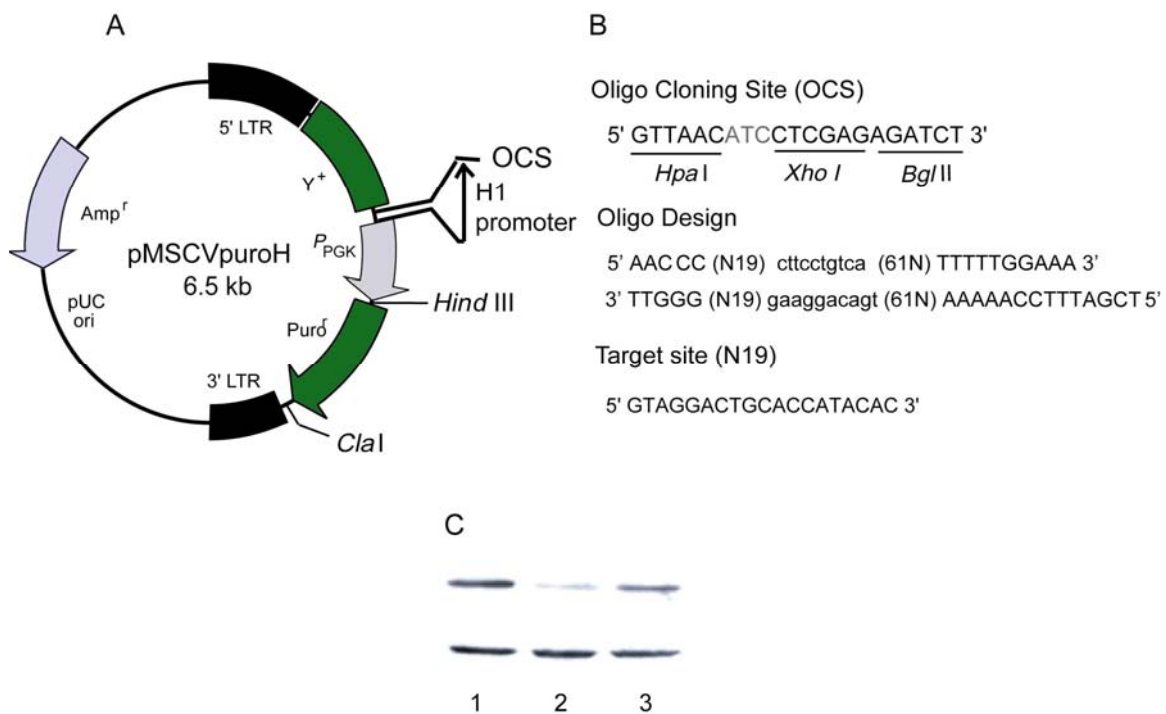 A
5' LTR
Y+
OCS
H1
promoter
Ampr
pMSCVpuroH
6.5 kb
PPGK
Hind III
pUC
ori
Puror
3' LTR
Cla I
B
Oligo Cloning Site (OCS)
5' GTTAACATCCTCGAGAGATCT 3'
Hpa I Xho I Bgl II
Oligo Design
5' AACCC (N19) cttcctgtca (61N) TTTTTGGAAA 3'
3' TTGGG (N19) gaaggacagt (61N) AAAAACCTTTAGCT 5'
Target site (N19)
5' GTAGGACTGCACCATACAC 3'
C
1 2 3